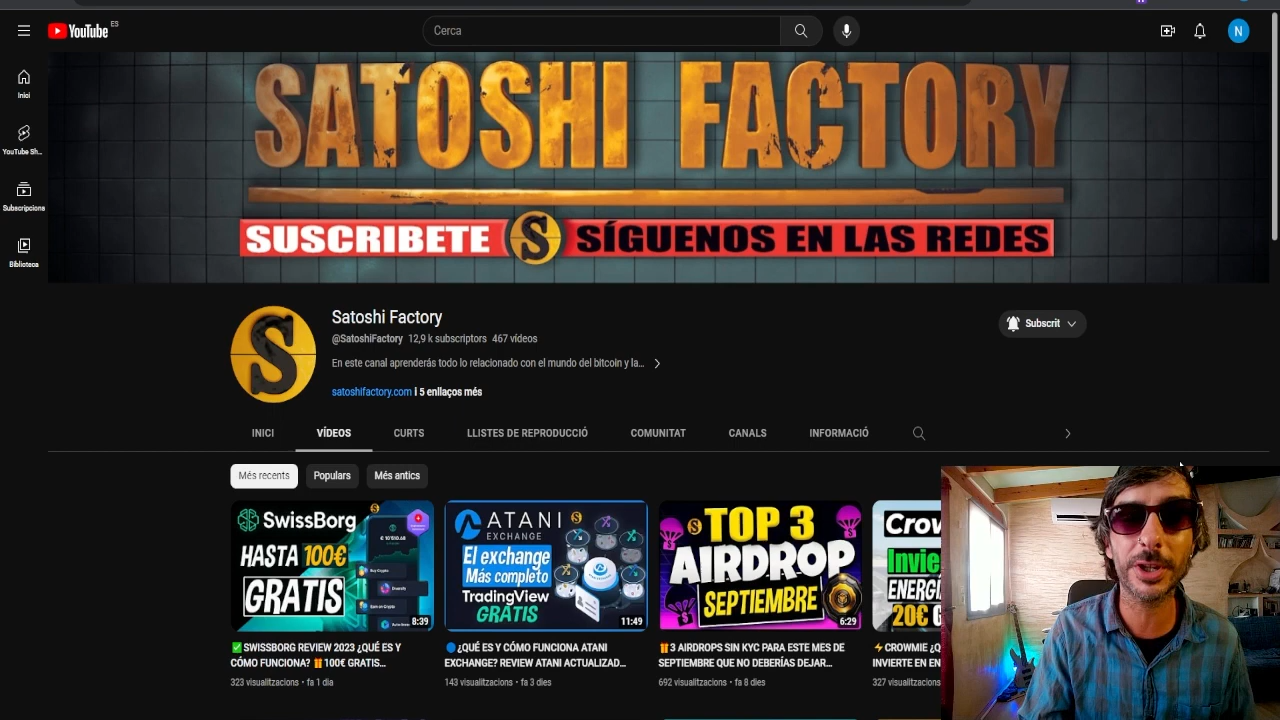 YouTube ES
Cerca
N
Inici
YouTube Sh...
Subscripcions
Biblioteca
SATOSHI FACTORY
SUSCRIBETE S SÍGUENOS EN LAS REDES
S
Satoshi Factory
@SatoshiFactory 12,9 k subscriptors 467 vídeos
En este canal aprenderás todo lo relacionado con el mundo del bitcoin y la...
satoshifactory.com i 5 enllaços més
Subscrit
INICI VÍDEOS CURTS LLISTES DE REPRODUCCIÓ COMUNITAT CANALS INFORMACIÓ
Més recents Populars Més antics
SwissBorg
HASTA 100€
GRATIS
Buy Crypto
8:39
ATANI
EXCHANGE
El exchange
Más completo
TradingView
GRATIS
11:49
TOP 3
AIRDROP
SEPTIEMBRE
6:29
Crow
Invie
ENERGÍ
20€ G
✅ SWISSBORG REVIEW 2023 ¿QUÉ ES Y
CÓMO FUNCIONA? 🎁100€ GRATIS...
323 visualitzacions • fa 1 dia
🔵¿QUÉ ES Y CÓMO FUNCIONA ATANI
EXCHANGE? REVIEW ATANI ACTUALIZAD...
143 visualitzacions • fa 3 dies
🎁3 AIRDROPS SIN KYC PARA ESTE MES DE
SEPTIEMBRE QUE NO DEBERÍAS DEJAR...
692 visualitzacions • fa 8 dies
⚡CROWMIE ¿Q
INVIERTE EN EN
327 visualitzacions